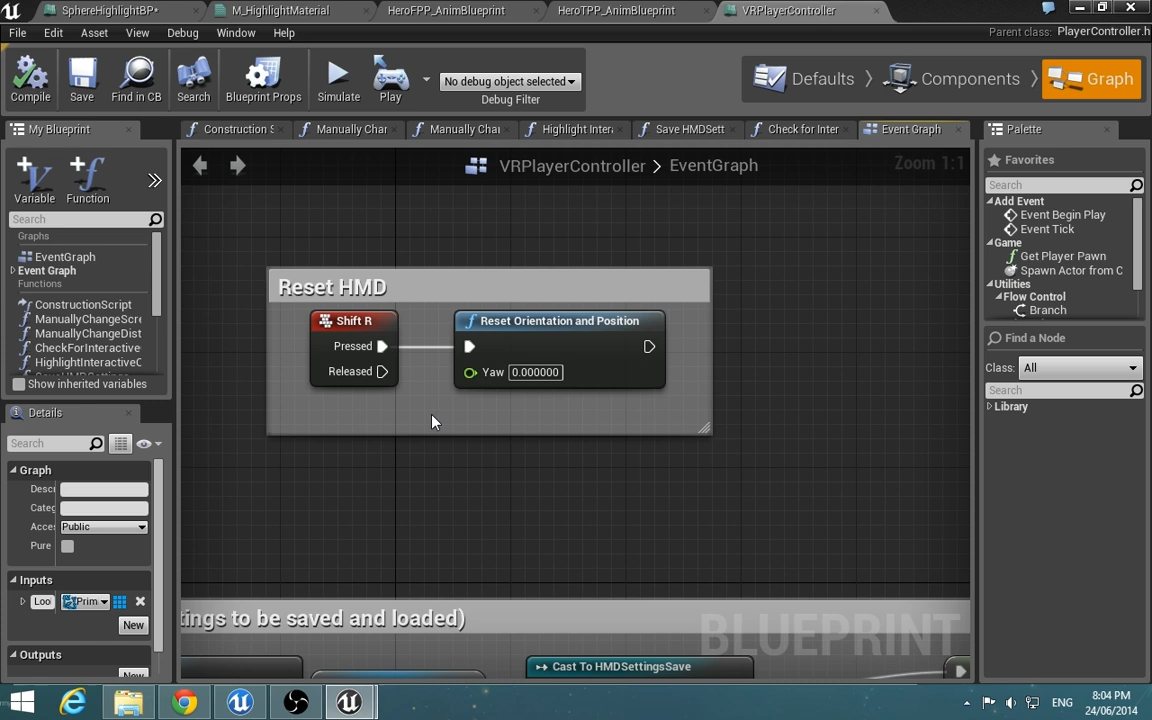 SphereHighlightBP*
M_HighlightMaterial
HeroFPP_AnimBlueprint
HeroTPP_AnimBlueprint
VRPlayerController
File Edit Asset View Debug Window Help
Parent class: PlayerController.h
Compile
Save
Find in CB
Search
Blueprint Props
Simulate
Play
No debug object selected
Debug Filter
Defaults
Components
Graph
My Blueprint
Construction S
Manually Char
Manually Chai
Highlight Intera
Save HMDSett
Check for Inter
Event Graph
Palette
Variable
Function
Search
Graphs
EventGraph
Event Graph
Functions
ConstructionScript
ManuallyChangeScre
ManuallyChangeDist
CheckForInteractive
HighlightInteractiveC
Show inherited variables
Details
Search
Graph
Descr
Categ
Acces
Public
Pure
Inputs
Loo
Prim
New
Outputs
New
VRPlayerController > EventGraph
Zoom 1:1
Reset HMD
Shift R
Pressed
Released
Reset Orientation and Position
Yaw 0.000000
tings to be saved and loaded)
BLUEPRINT
Cast To HMDSettingsSave
Favorites
Search
Add Event
Event Begin Play
Event Tick
Game
Get Player Pawn
Spawn Actor from C
Utilities
Flow Control
Branch
Find a Node
Class: All
Search
Library
ENG
8:04 PM
24/06/2014